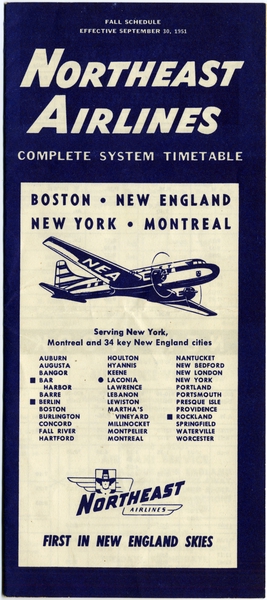 FALL SCHEDULE
EFFECTIVE SEPTEMBER 30, 1951
NORTHEAST
AIRLINES
COMPLETE SYSTEM TIMETABLE
BOSTON • NEW ENGLAND
NEW YORK • MONTREAL
NEA
Serving New York,
Montreal and 34 key New England cities
AUBURN
AUGUSTA
BANGOR
■ BAR
HARBOR
BARRE
■ BERLIN
BOSTON
BURLINGTON
CONCORD
FALL RIVER
HARTFORD
HOULTON
HYANNIS
KEENE
● LACONIA
LAWRENCE
LEBANON
LEWISTON
MARTHA'S
VINEYARD
MILLINOCKET
MONTPELIER
MONTREAL
NANTUCKET
NEW BEDFORD
NEW LONDON
NEW YORK
PORTLAND
PORTSMOUTH
PRESQUE ISLE
PROVIDENCE
■ ROCKLAND
SPRINGFIELD
WATERVILLE
WORCESTER
NORTHEAST
AIRLINES
FIRST IN NEW ENGLAND SKIES